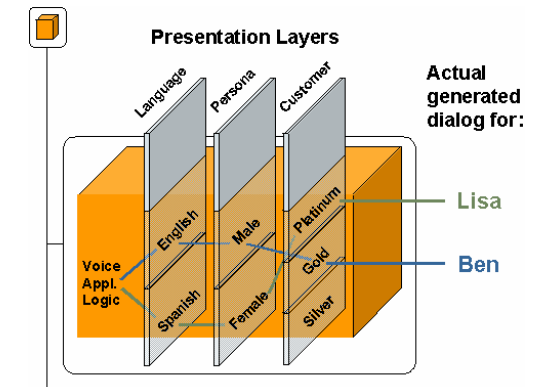 Presentation Layers
Language
Persona
Customer
Actual
generated
dialog for:
English
Male
Platinum
Lisa
Voice
Appl.
Logic
Gold
Ben
Spanish
Female
Silver